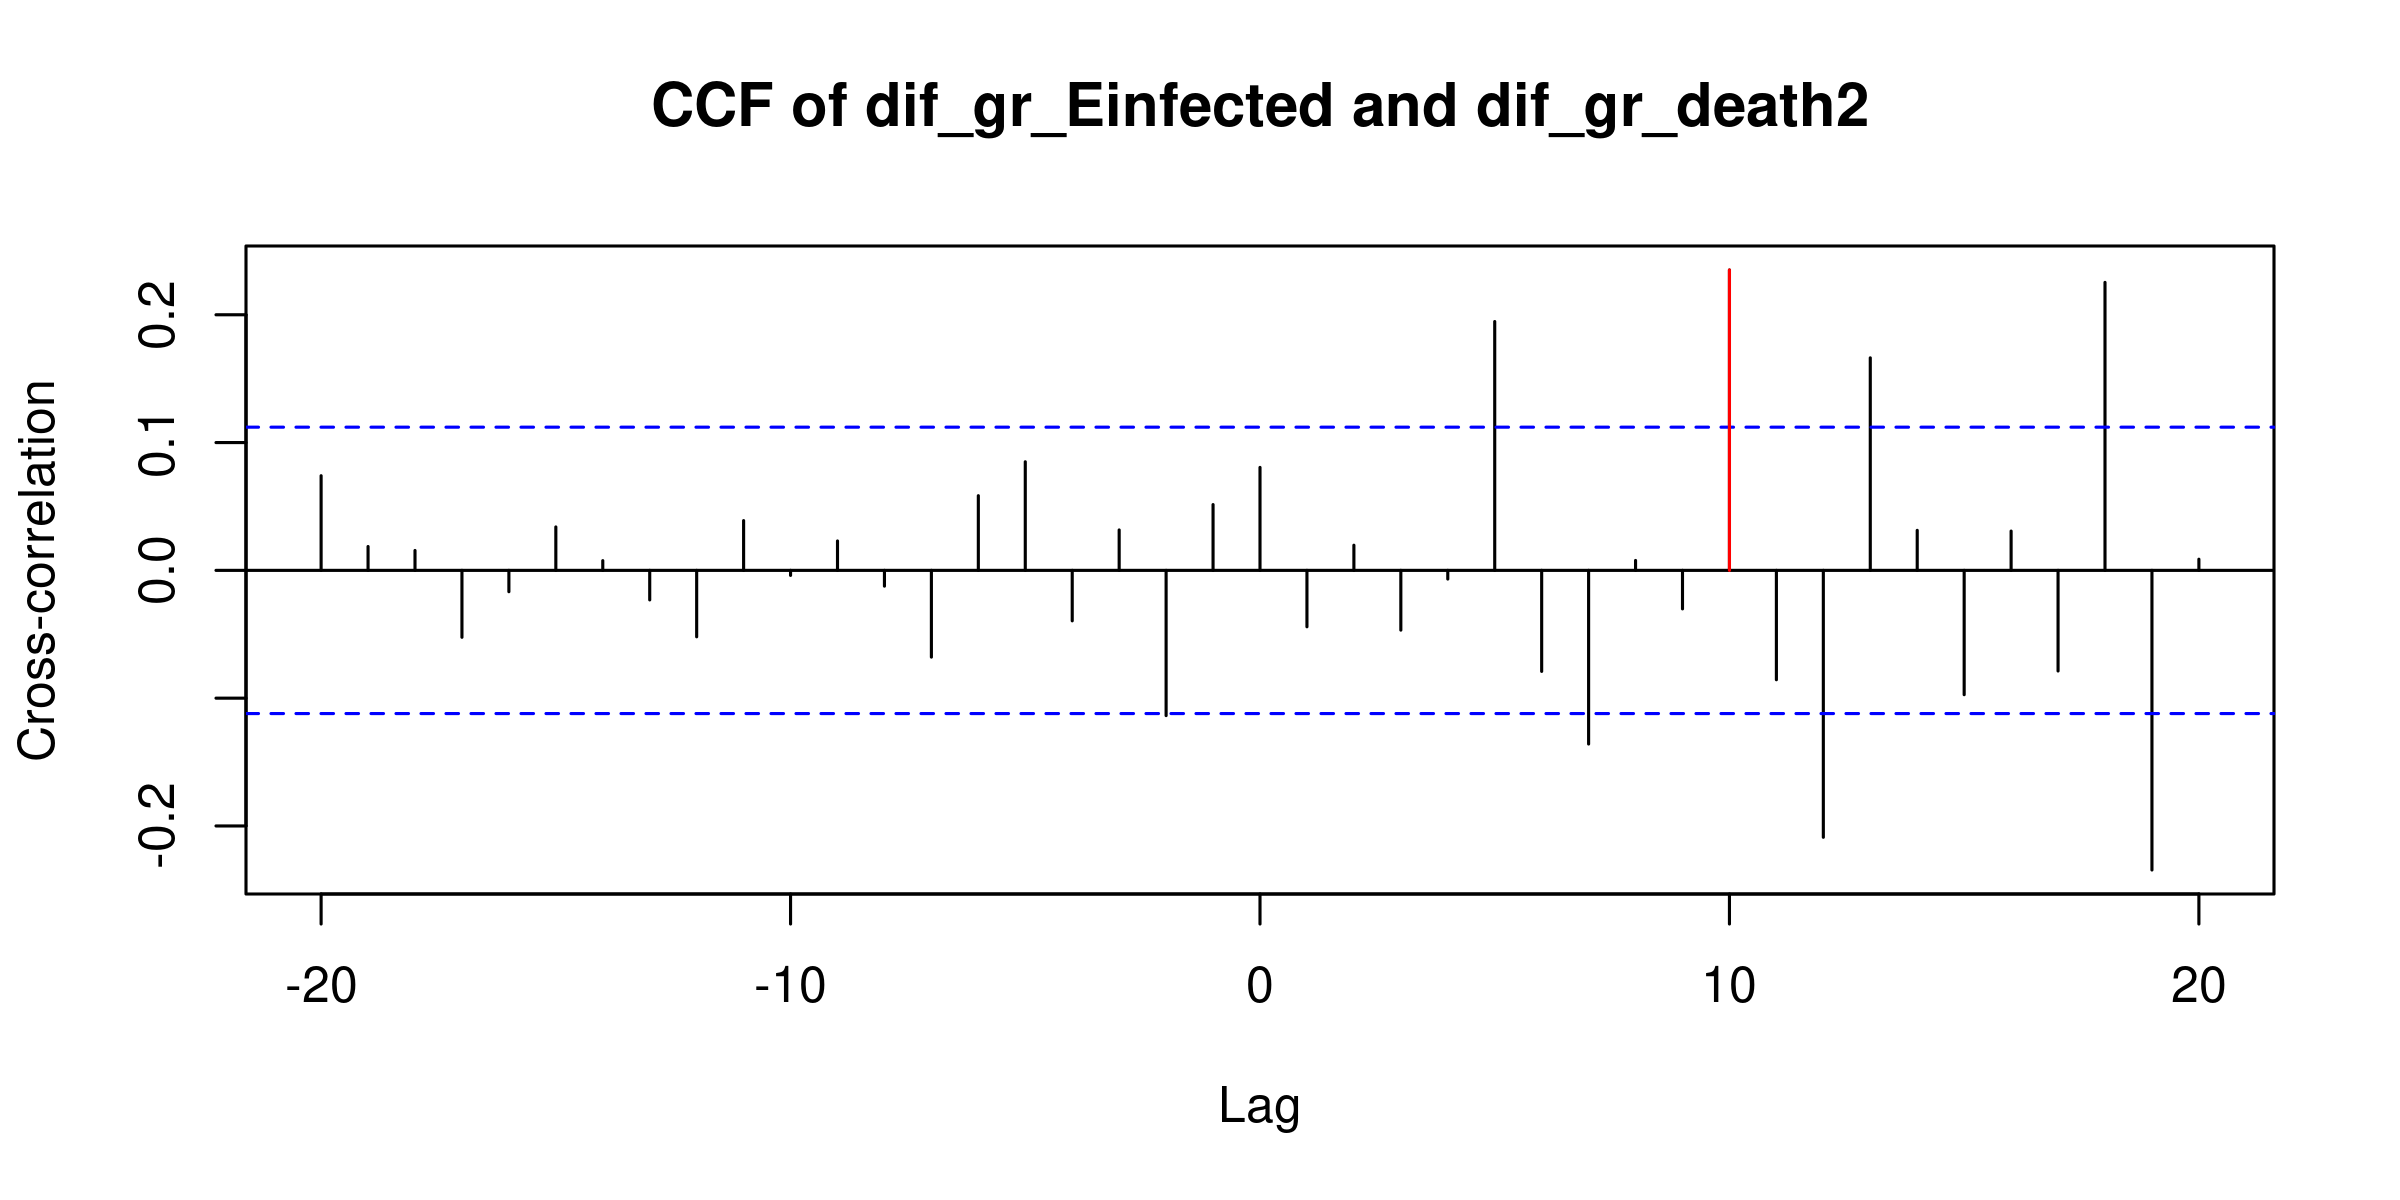 CCF of dif_gr_Einfected and dif_gr_death2
Cross-correlation
0.2
0.1
0.0
-0.2
-20 -10 0 10 20
Lag